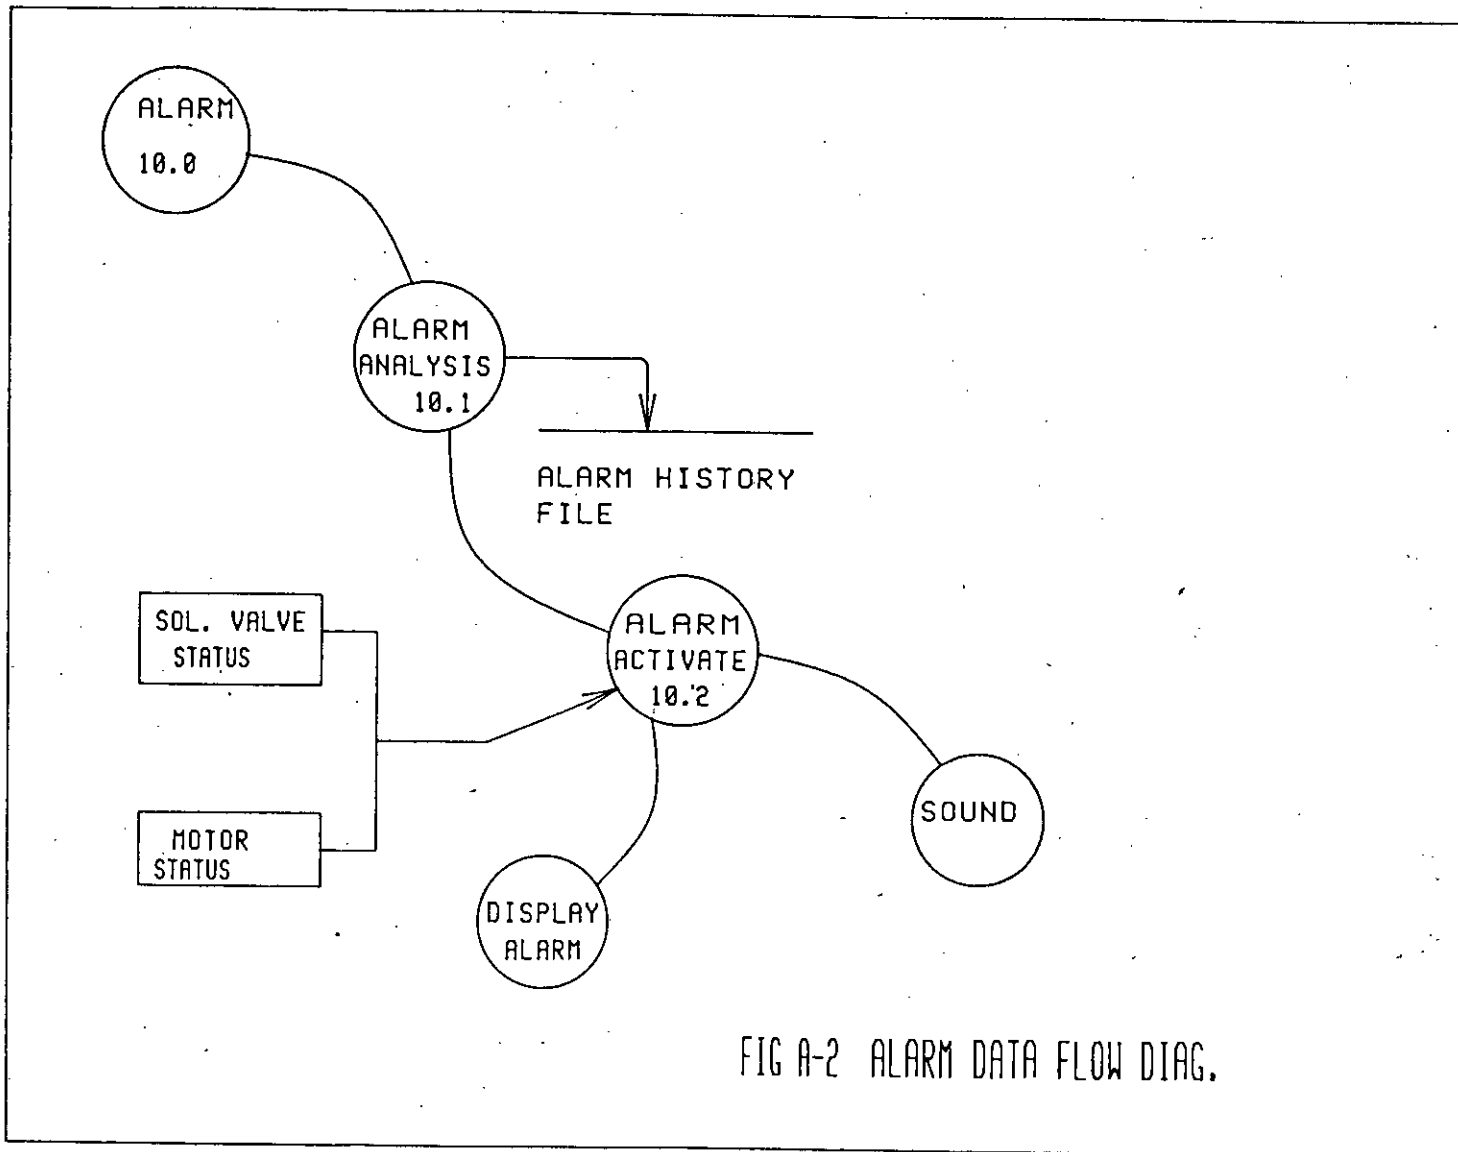 ALARM
10.0
ALARM
ANALYSIS
10.1
ALARM HISTORY
FILE
SOL. VALVE
STATUS
ALARM
ACTIVATE
10.2
MOTOR
STATUS
SOUND
DISPLAY
ALARM
FIG A-2 ALARM DATA FLOW DIAG.